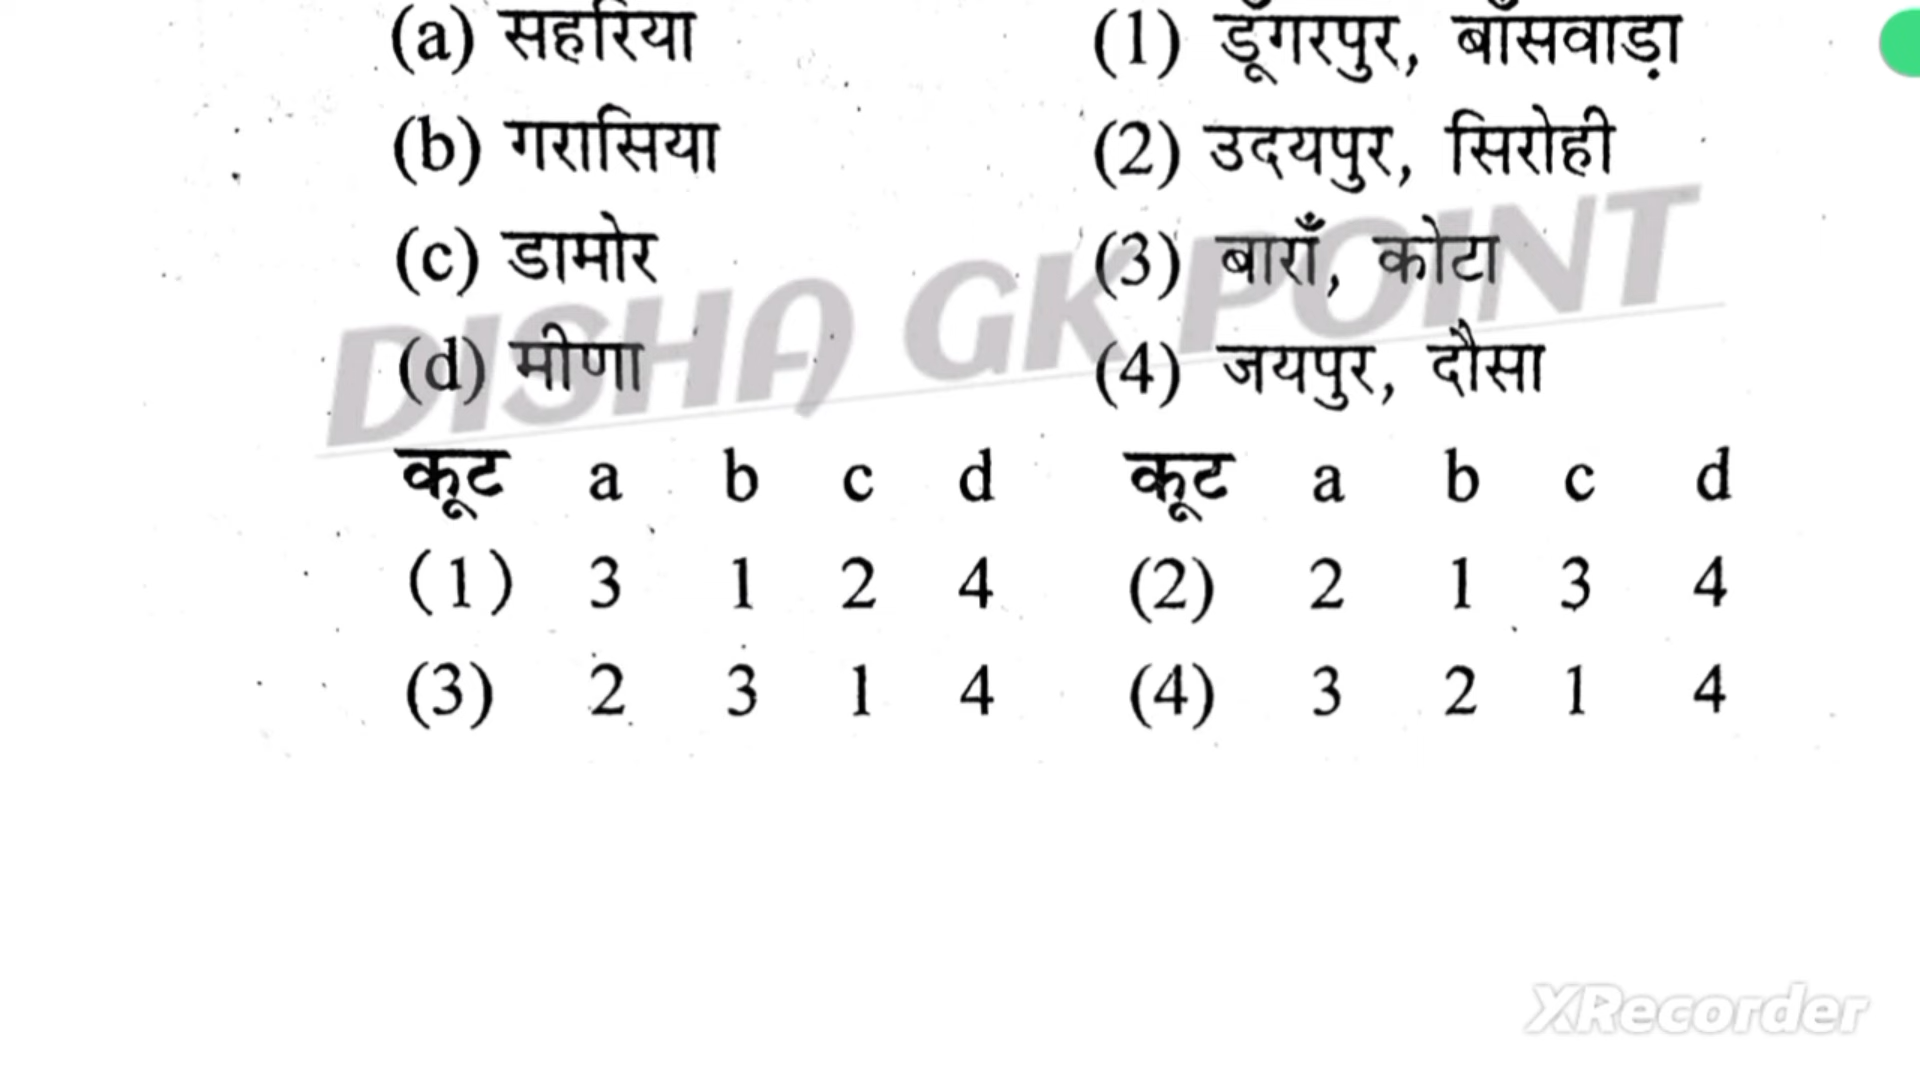 (a) सहरिया (1) डूँगरपुर, बाँसवाड़ा
(b) गरासिया (2) उदयपुर, सिरोही
(c) डामोर (3) बाराँ, कोटा
(d) मीणा (4) जयपुर, दौसा
DISHA GK POINT
कूट a b c d कूट a b c d
(1) 3 1 2 4 (2) 2 1 3 4
(3) 2 3 1 4 (4) 3 2 1 4
XRecorder